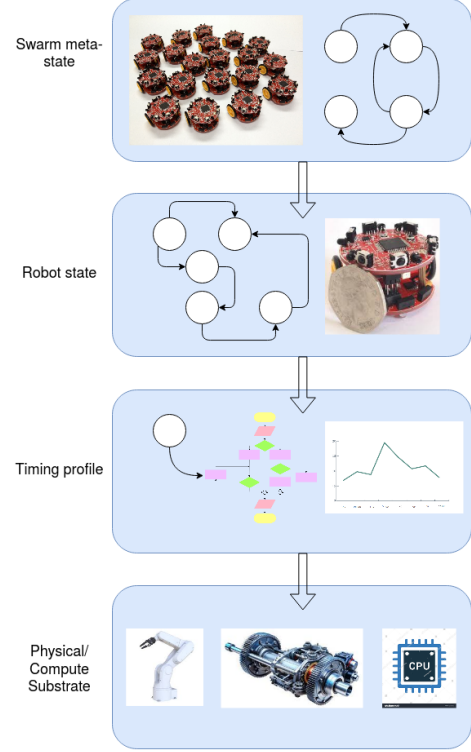 Swarm meta-
state
Robot state
Timing profile
Physical/
Compute
Substrate
CPU